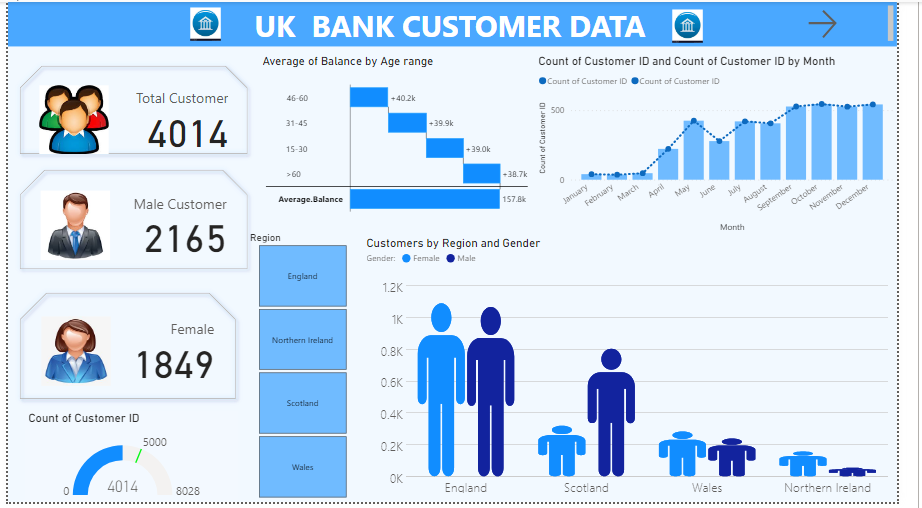 UK BANK CUSTOMER DATA
Total Customer
4014
Male Customer
2165
Female
1849
Count of Customer ID
0
5000
4014
8028
Average of Balance by Age range
46-60
+40.2k
31-45
+39.9k
15-30
+39.0k
>60
+38.7k
Average.Balance
157.8k
Count of Customer ID and Count of Customer ID by Month
Count of Customer ID Count of Customer ID
Count of Customer ID
500
0
January
February
March
April
May
June
July
August
September
October
November
December
Month
Region
England
Northern Ireland
Scotland
Wales
Customers by Region and Gender
Gender: Female Male
1.2K
1K
0.8K
0.6K
0.4K
0.2K
0K
England Scotland Wales Northern Ireland